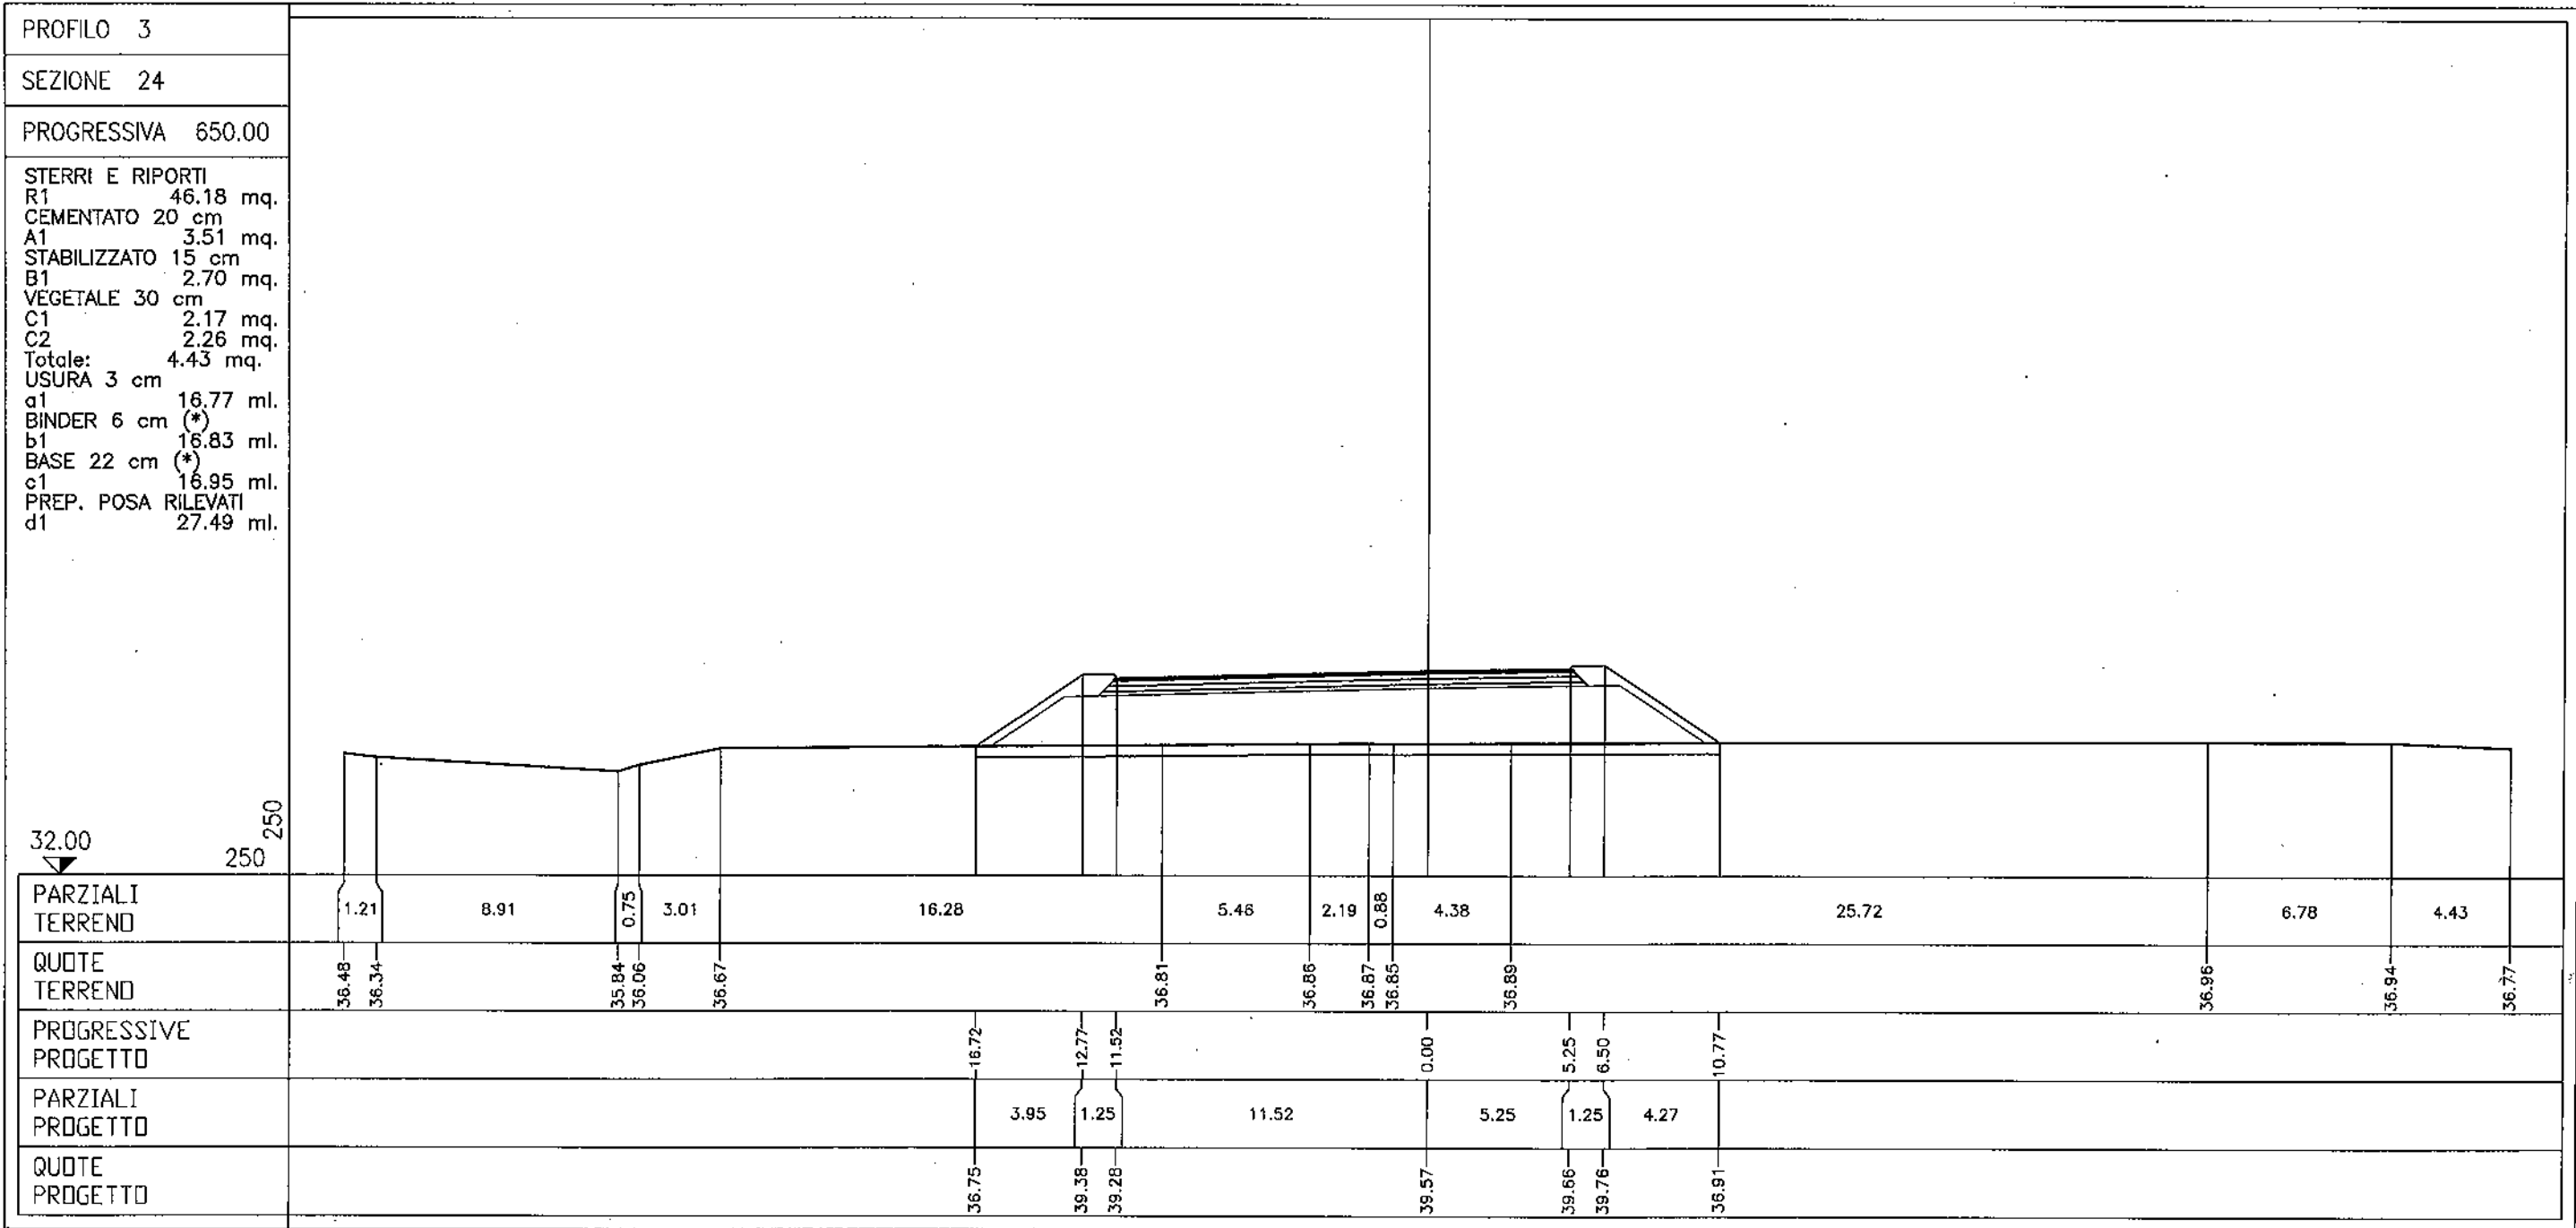 PROFILO 3
SEZIONE 24
PROGRESSIVA 650.00
STERRI E RIPORTI
R1 46.18 mq.
CEMENTATO 20 cm
A1 3.51 mq.
STABILIZZATO 15 cm
B1 2.70 mq.
VEGETALE 30 cm
C1 2.17 mq.
C2 2.26 mq.
Totale: 4.43 mq.
USURA 3 cm
a1 16.77 ml.
BINDER 6 cm (*)
b1 16.83 ml.
BASE 22 cm (*)
c1 16.95 ml.
PREP. POSA RILEVATI
d1 27.49 ml.
250
32.00
250
PARZIALI
TERRENO
1.21 8.91 0.75 3.01 16.28 5.46 2.19 0.88 4.38 25.72 6.78 4.43
QUOTE
TERRENO
36.48 36.34 35.84 36.06 36.67 36.81 36.86 36.87 36.85 36.89 36.96 36.94 36.77
PROGRESSIVE
PROGETTO
16.72 12.77 11.52 0.00 5.25 6.50 10.77
PARZIALI
PROGETTO
3.95 1.25 11.52 5.25 1.25 4.27
QUOTE
PROGETTO
36.75 39.38 39.28 39.57 39.66 39.76 36.91